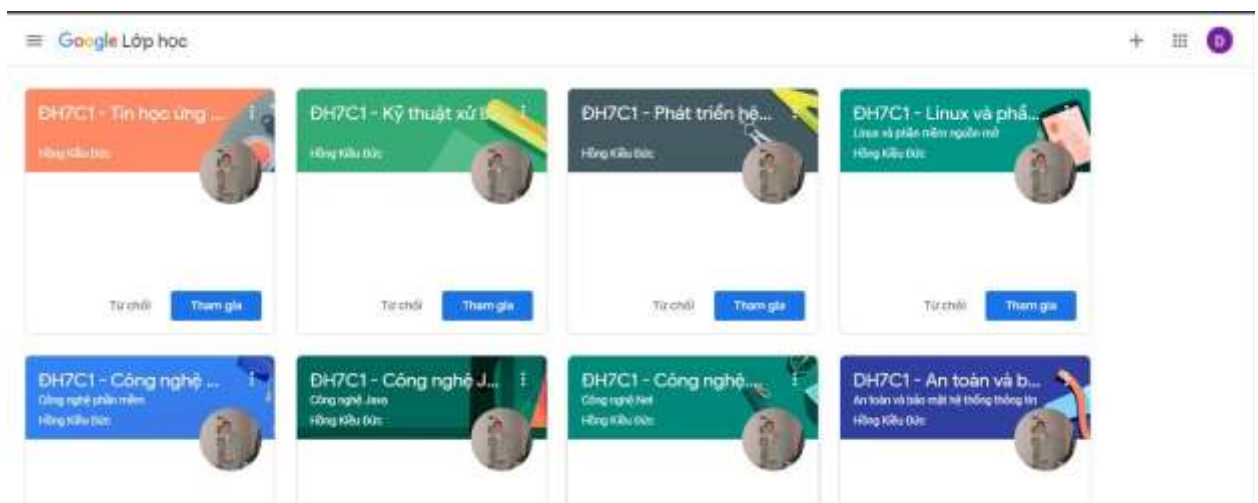 Google Lớp học
D
ĐH7C1 - Tin học ứng ...
Hồng Kiều Đức
Từ chối
Tham gia
ĐH7C1 - Kỹ thuật xử
Hồng Kiều Đức
Từ chối
Tham gia
ĐH7C1 - Phát triển hệ...
Hồng Kiều Đức
Từ chối
Tham gia
ĐH7C1 - Linux và phầ...
Linux và phần mềm nguồn mở
Hồng Kiều Đức
Từ chối
Tham gia
ĐH7C1 - Công nghệ ...
Công nghệ phần mềm
Hồng Kiều Đức
ĐH7C1 - Công nghệ J...
Công nghệ Java
Hồng Kiều Đức
ĐH7C1 - Công nghệ...
Công nghệ Net
Hồng Kiều Đức
DH7C1 - An toàn và b...
An toàn và bảo mật hệ thống thông tin
Hồng Kiều Đức